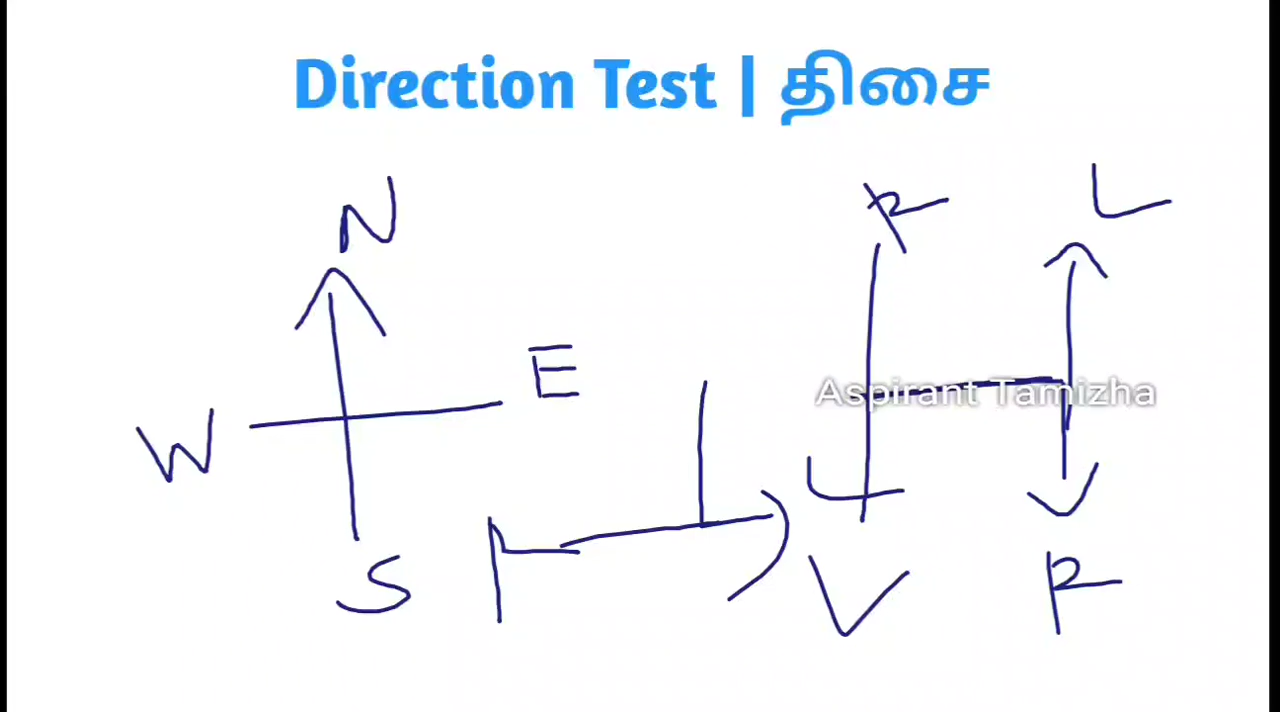 Direction Test | திசை
N
R L
E
Aspirant Tamizha
W
S
R